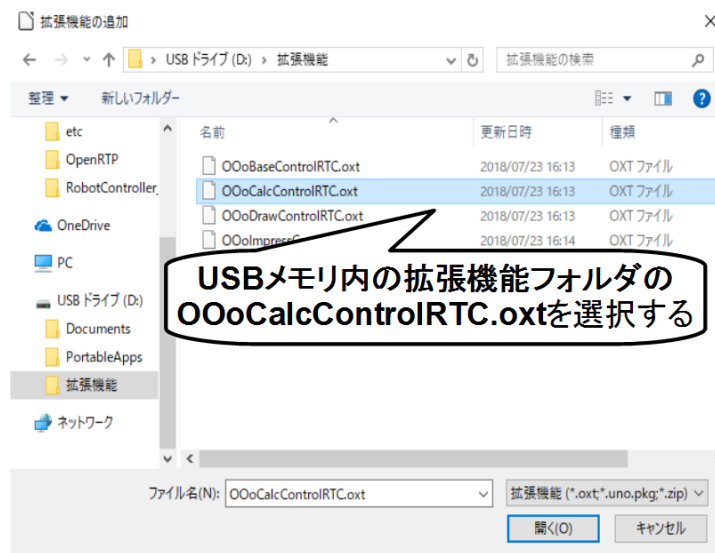 拡張機能の追加
USB ドライブ (D:) › 拡張機能
拡張機能の検索
整理
新しいフォルダー
etc
OpenRTP
RobotController_
OneDrive
PC
USB ドライブ (D:)
Documents
PortableApps
拡張機能
ネットワーク
名前 更新日時 種類
OOoBaseControlRTC.oxt 2018/07/23 16:13 OXT ファイル
OOoCalcControlRTC.oxt 2018/07/23 16:13 OXT ファイル
OOoDrawControlRTC.oxt 2018/07/23 16:13 OXT ファイル
2018/07/23 16:14 OXT ファイル
USBメモリ内の拡張機能フォルダの
OOoCalcControlRTC.oxtを選択する
ファイル名(N): OOoCalcControlRTC.oxt 拡張機能 (*.oxt;*.uno.pkg;*.zip)
開く(O) キャンセル